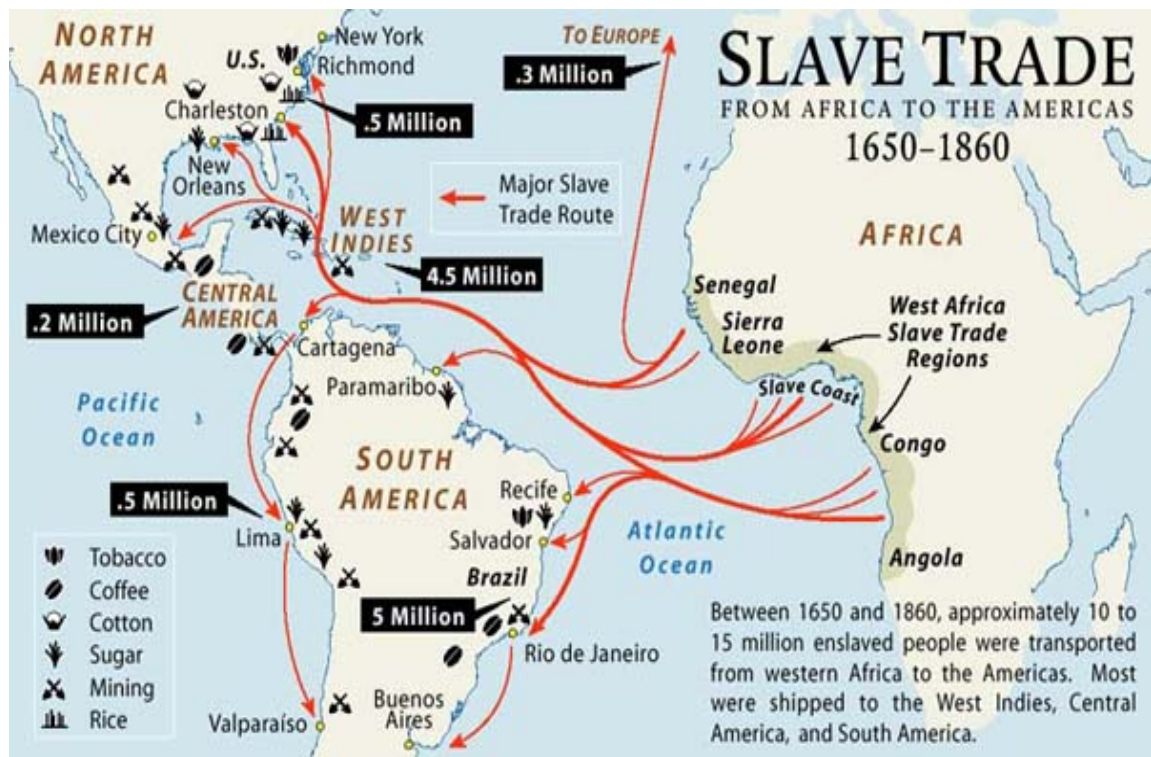 SLAVE TRADE
FROM AFRICA TO THE AMERICAS
1650–1860
NORTH
AMERICA
U.S.
New York
Richmond
Charleston
New
Orleans
.5 Million
TO EUROPE
.3 Million
Major Slave
Trade Route
Mexico City
WEST
INDIES
4.5 Million
CENTRAL
AMERICA
.2 Million
Cartagena
Paramaribo
Pacific
Ocean
SOUTH
AMERICA
.5 Million
Lima
Recife
Salvador
Brazil
5 Million
Rio de Janeiro
Buenos
Aires
Valparaíso
Atlantic
Ocean
AFRICA
Senegal
Sierra
Leone
West Africa
Slave Trade
Regions
Slave Coast
Congo
Angola
Tobacco
Coffee
Cotton
Sugar
Mining
Rice
Between 1650 and 1860, approximately 10 to
15 million enslaved people were transported
from western Africa to the Americas. Most
were shipped to the West Indies, Central
America, and South America.